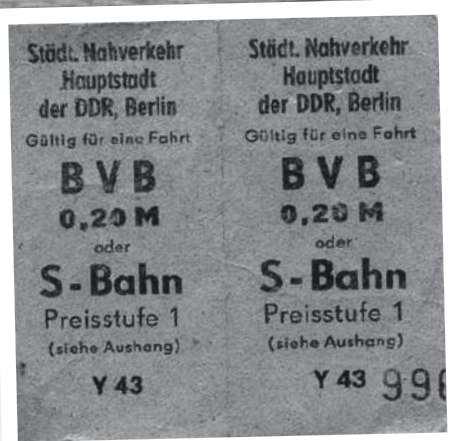 Städt. Nahverkehr
Hauptstadt
der DDR, Berlin
Gültig für eine Fahrt
BVB
0,20 M
oder
S-Bahn
Preisstufe 1
(siehe Aushang)
Y 43
Städt. Nahverkehr
Hauptstadt
der DDR, Berlin
Gültig für eine Fahrt
BVB
0,20 M
oder
S-Bahn
Preisstufe 1
(siehe Aushang)
Y 43